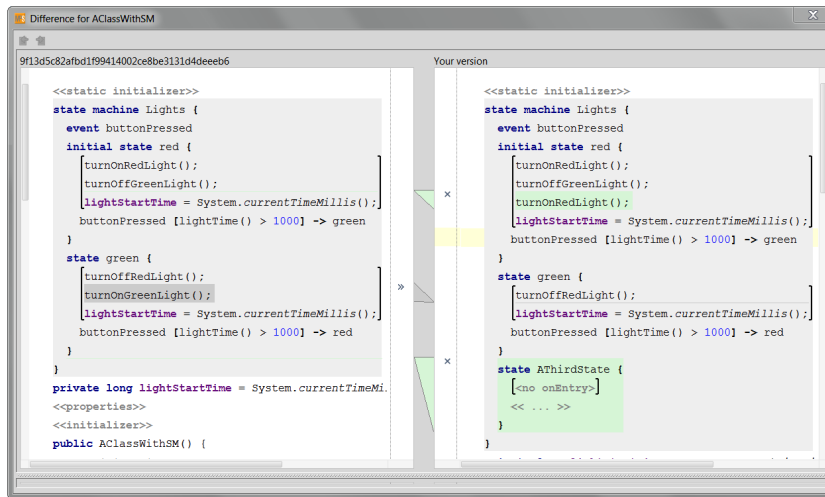 Difference for AClassWithSM
9f13d5c82afbd1f99414002ce8be3131d4deeeb6
<<static initializer>>
state machine Lights {
event buttonPressed
initial state red {
turnOnRedLight();
turnOffGreenLight();
lightStartTime = System.currentTimeMillis();
buttonPressed [lightTime() > 1000] -> green
}
state green {
turnOffRedLight();
turnOnGreenLight();
lightStartTime = System.currentTimeMillis();
buttonPressed [lightTime() > 1000] -> red
}
}
private long lightStartTime = System.currentTimeMi.
<<properties>>
<<initializer>>
public AClassWithSM() {
Your version
<<static initializer>>
state machine Lights {
event buttonPressed
initial state red {
turnOnRedLight();
turnOffGreenLight();
turnOnRedLight();
lightStartTime = System.currentTimeMillis();
buttonPressed [lightTime() > 1000] -> green
}
state green {
turnOffRedLight();
lightStartTime = System.currentTimeMillis();
buttonPressed [lightTime() > 1000] -> red
}
state AThirdState {
[<no onEntry>]
<< ... >>
}
}